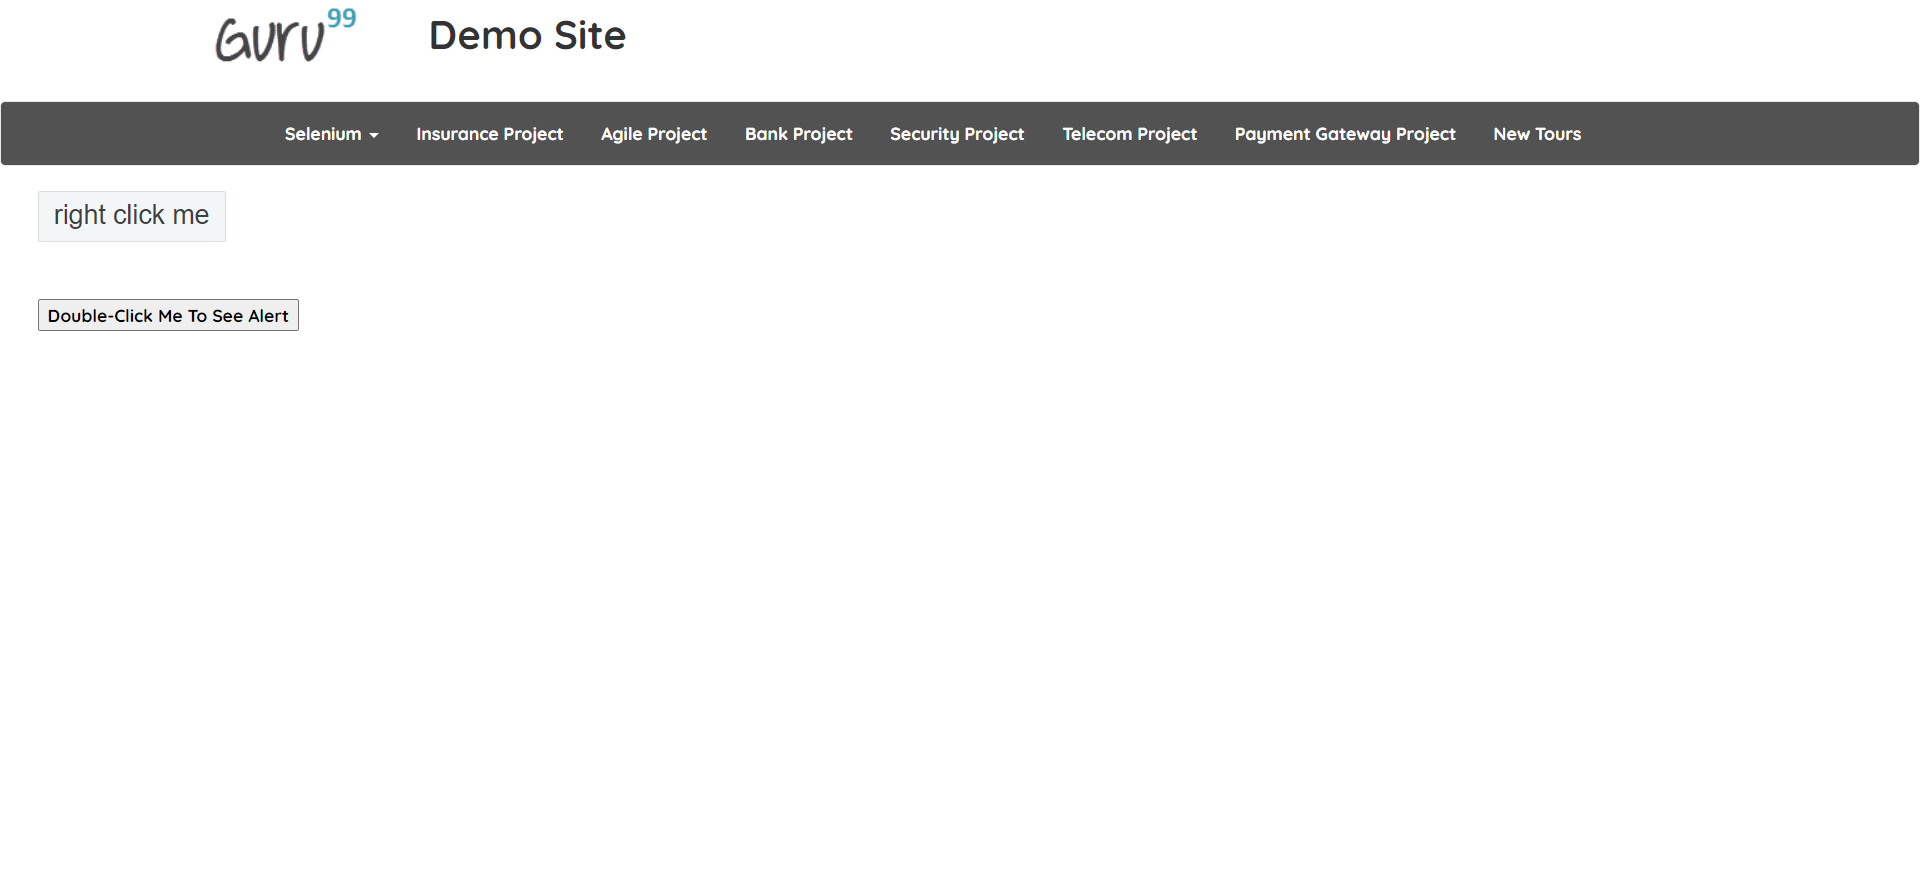 Guru99 Demo Site
Selenium Insurance Project Agile Project Bank Project Security Project Telecom Project Payment Gateway Project New Tours
right click me
Double-Click Me To See Alert